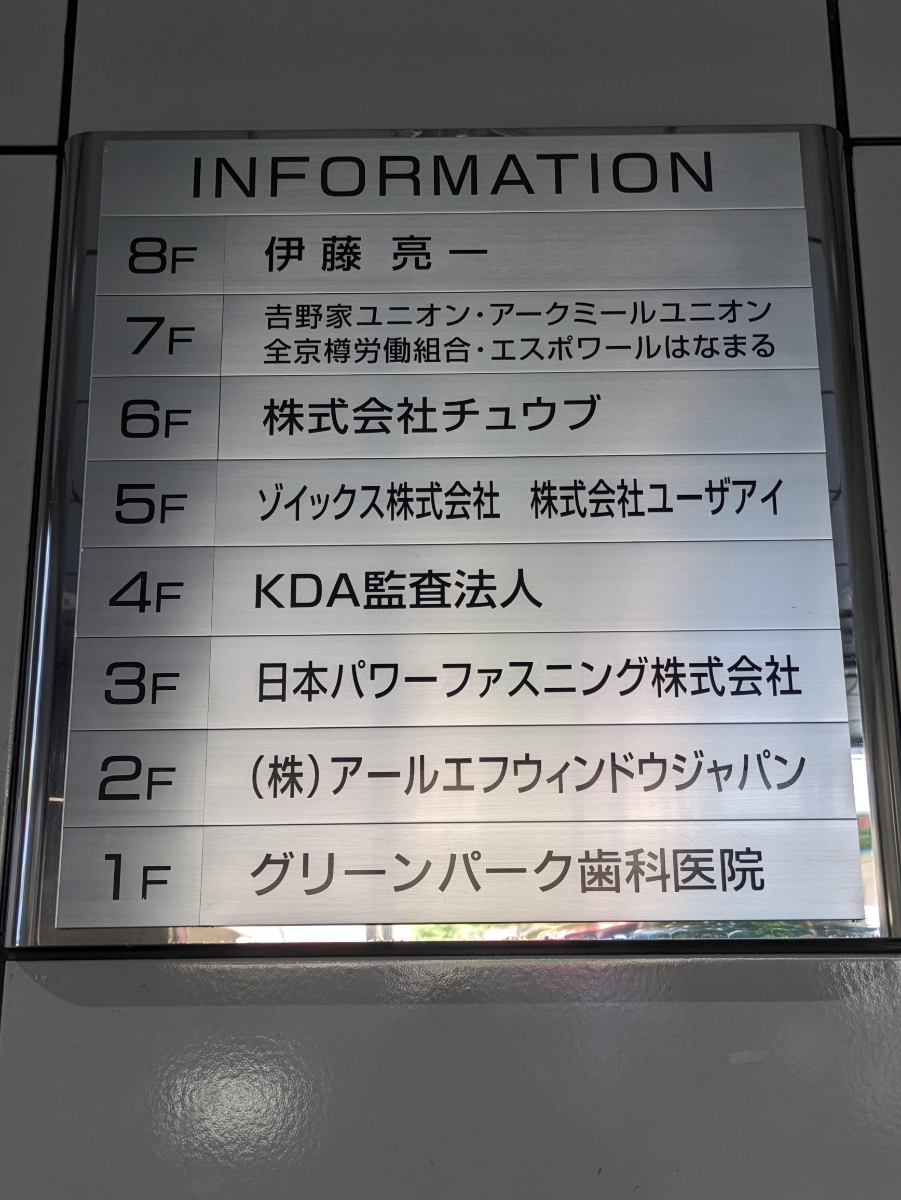 INFORMATION
8F 伊藤 亮一
7F 𠮷野家ユニオン・アークミールユニオン
全京樽労働組合・エスポワールはなまる
6F 株式会社チュウブ
5F ゾイックス株式会社 株式会社ユーザアイ
4F KDA監査法人
3F 日本パワーファスニング株式会社
2F (株)アールエフウィンドウジャパン
1F グリーンパーク歯科医院